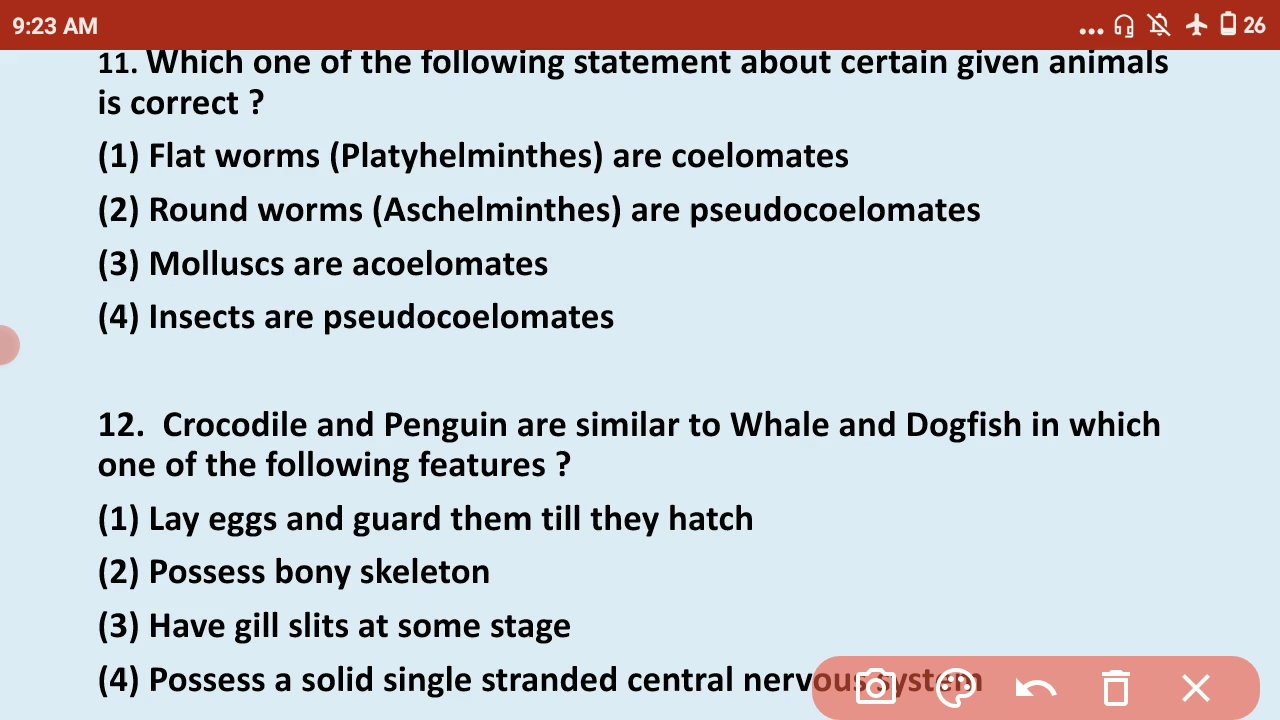 9:23 AM
26
11. Which one of the following statement about certain given animals
is correct ?
(1) Flat worms (Platyhelminthes) are coelomates
(2) Round worms (Aschelminthes) are pseudocoelomates
(3) Molluscs are acoelomates
(4) Insects are pseudocoelomates
12. Crocodile and Penguin are similar to Whale and Dogfish in which
one of the following features ?
(1) Lay eggs and guard them till they hatch
(2) Possess bony skeleton
(3) Have gill slits at some stage
(4) Possess a solid single stranded central nervous system